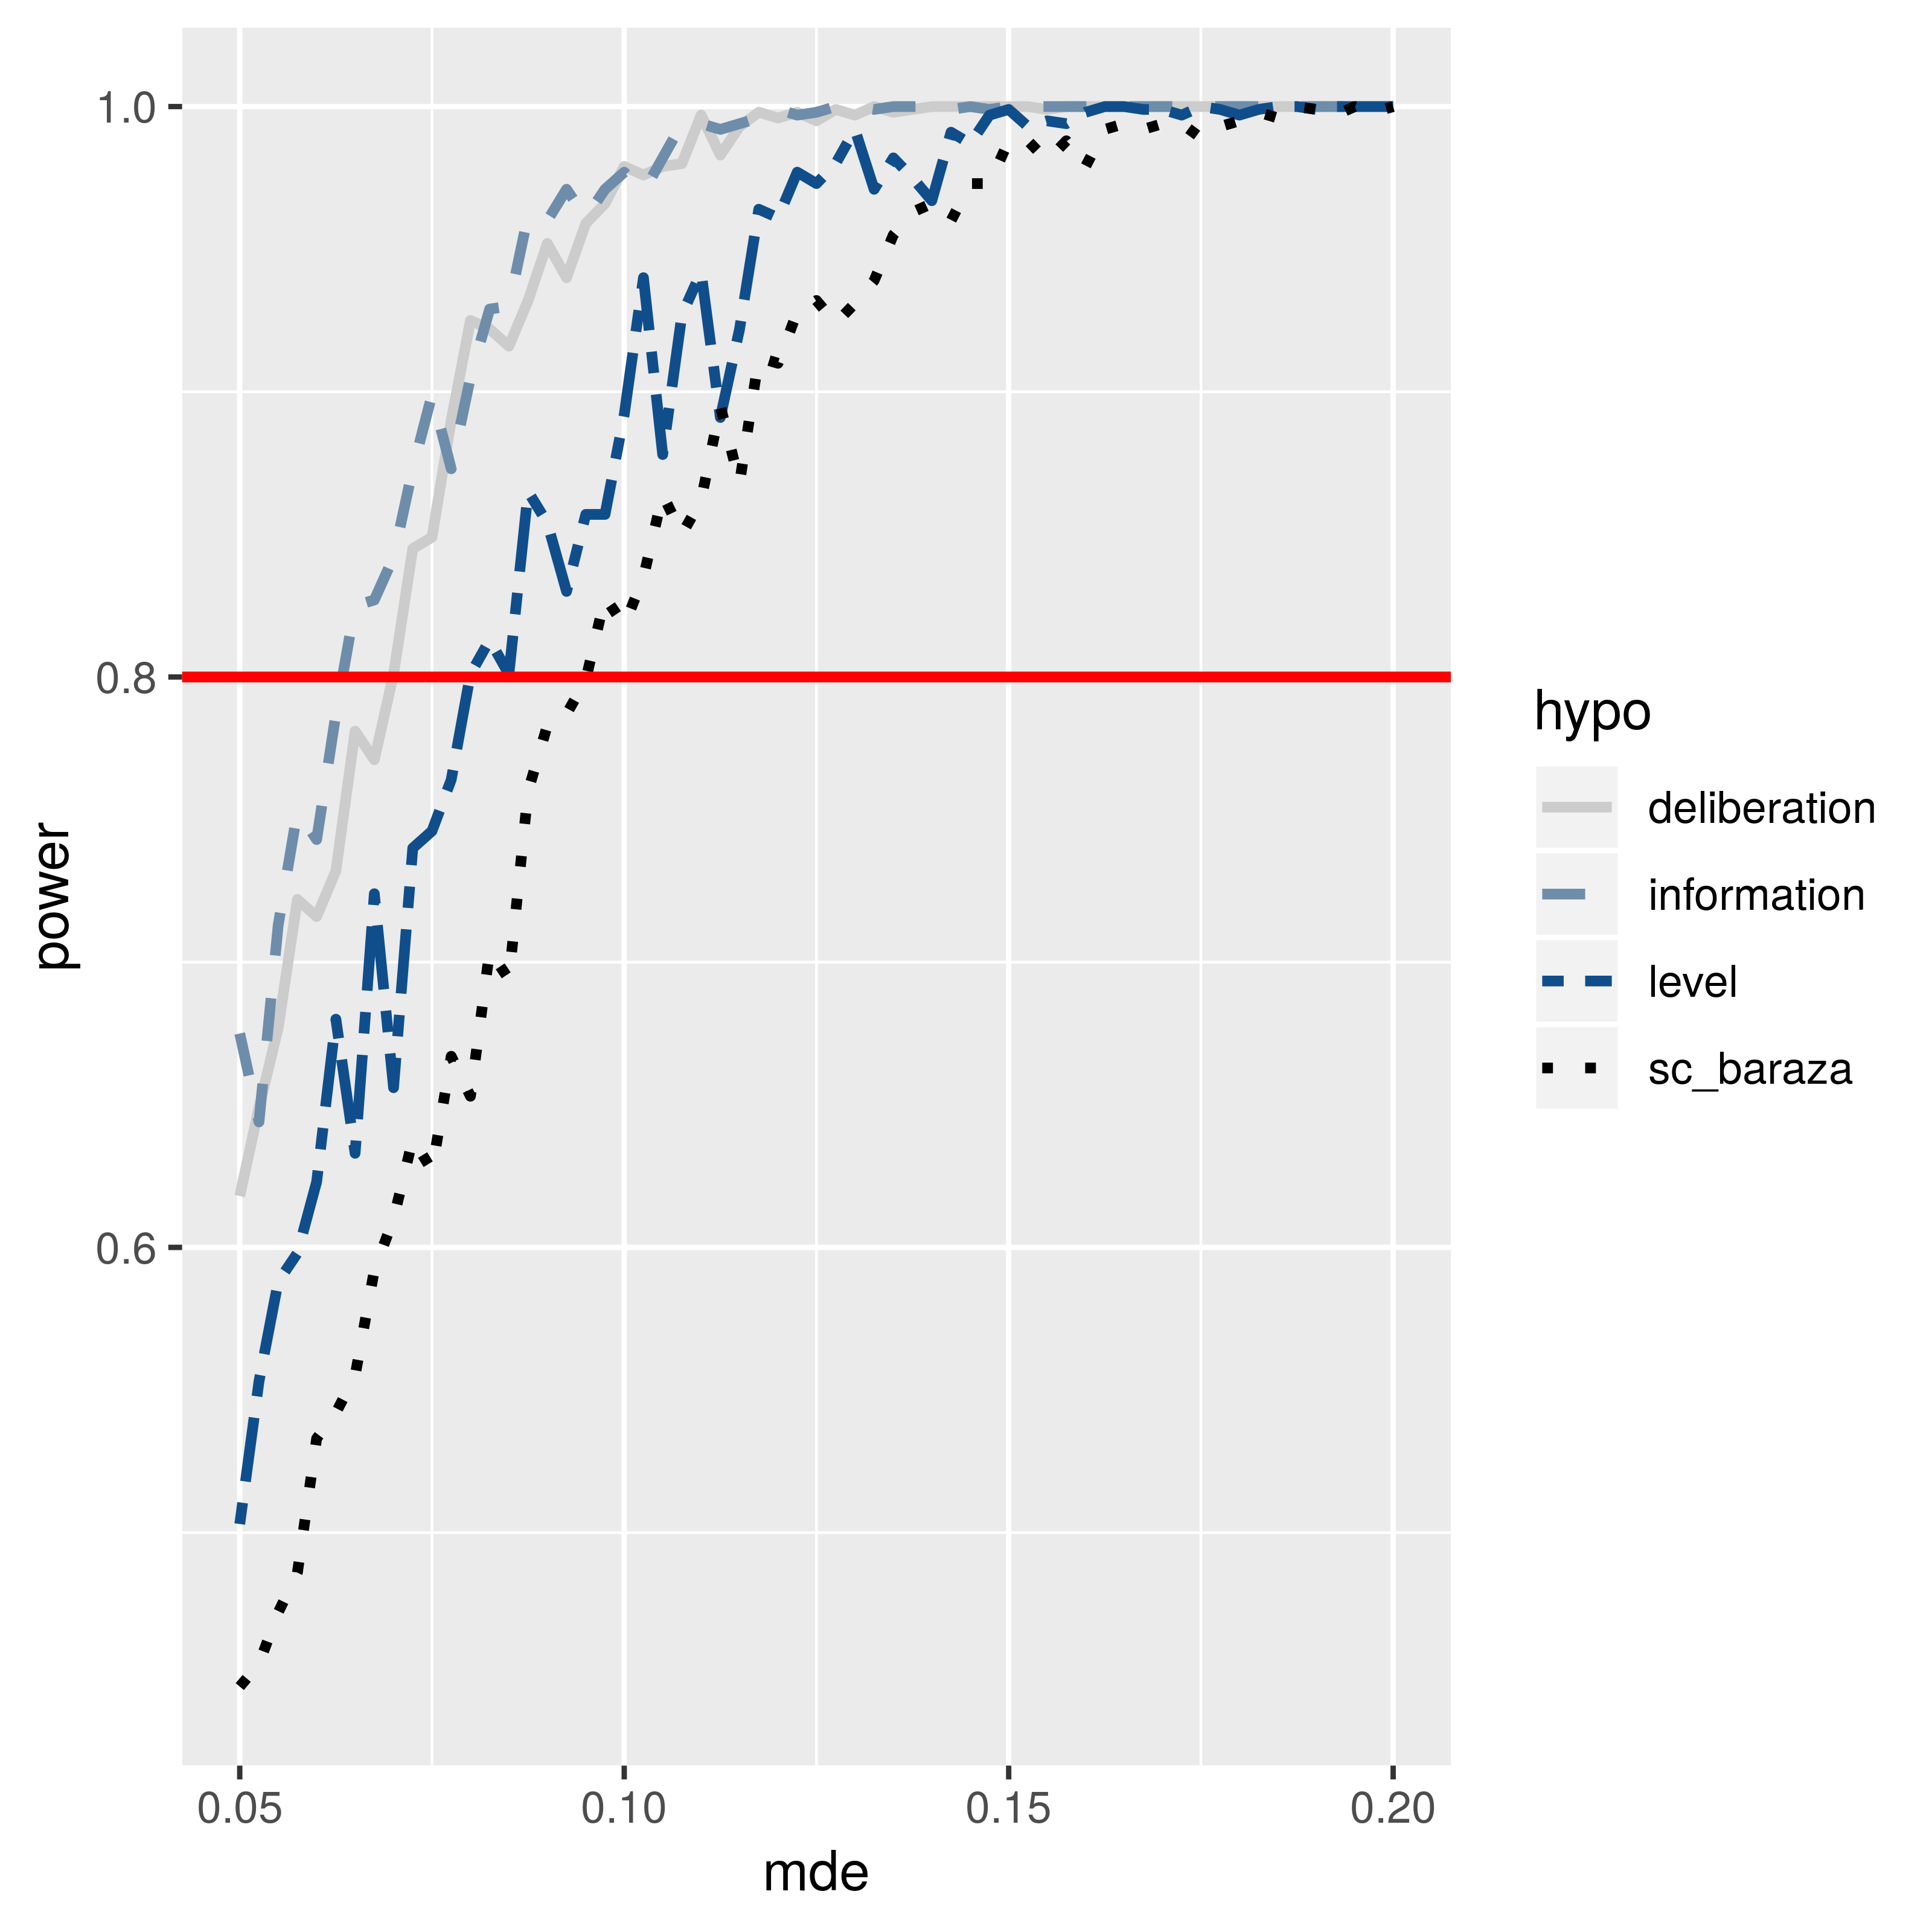 1.0
0.8
0.6
power
0.05 0.10 0.15 0.20
mde
hypo
deliberation
information
level
sc_baraza